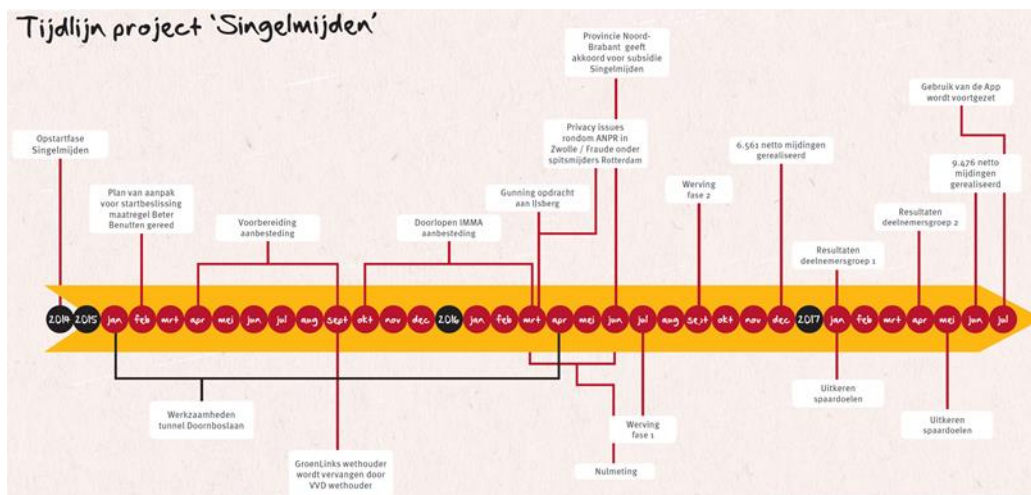 Tijdlijn project 'Singelmijden'
Provincie Noord-
Brabant geeft
akkoord voor subsidie
Singelmijden
Gebruik van de App
wordt voortgezet
Opstartfase
Singelmijden
Privacy issues
rondom ANPR in
Zwolle / Fraude onder
spitsmijders Rotterdam
6.561 netto mijdingen
gerealiseerd
9.476 netto
mijdingen
gerealiseerd
Plan van aanpak
voor startbeslissing
maatregel Beter
Benutten gereed
Gunning opdracht
aan IJsberg
Werving
fase 2
Voorbereiding
aanbesteding
Doorlopen IMMA
aanbesteding
Resultaten
deelnemersgroep 2
Resultaten
deelnemersgroep 1
2014 2015 jan feb mrt apr mei jun jul aug sept okt nov dec 2016 jan feb mrt apr mei jun jul aug sept okt nov dec 2017 jan feb mrt apr mei jun jul
Werkzaamheden
tunnel Doornboslaan
Uitkeren
spaardoelen
Werving
fase 1
Uitkeren
spaardoelen
GroenLinks wethouder
wordt vervangen door
VVD wethouder
Nulmeting